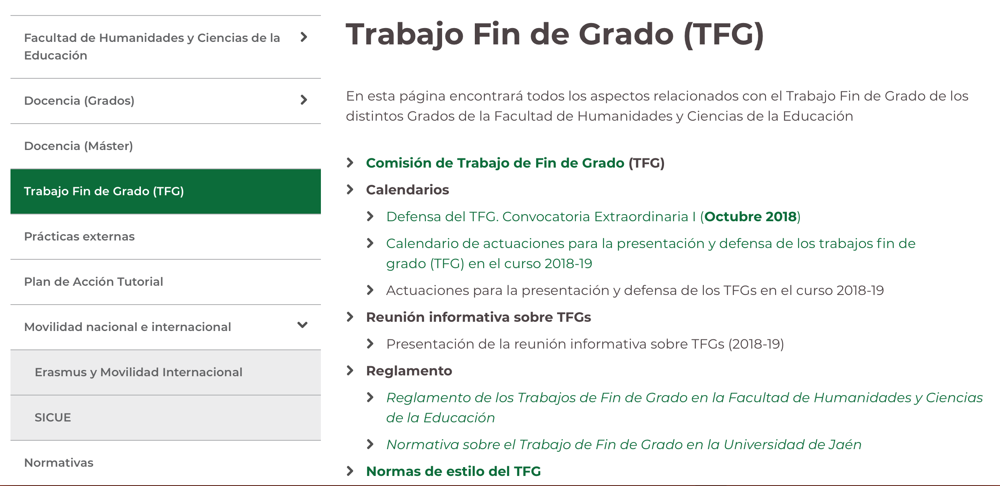 Facultad de Humanidades y Ciencias de la
Educación
Docencia (Grados)
Docencia (Máster)
Trabajo Fin de Grado (TFG)
Prácticas externas
Plan de Acción Tutorial
Movilidad nacional e internacional
Erasmus y Movilidad Internacional
SICUE
Normativas
Trabajo Fin de Grado (TFG)
En esta página encontrará todos los aspectos relacionados con el Trabajo Fin de Grado de los
distintos Grados de la Facultad de Humanidades y Ciencias de la Educación
Comisión de Trabajo de Fin de Grado (TFG)
Calendarios
Defensa del TFG. Convocatoria Extraordinaria I (Octubre 2018)
Calendario de actuaciones para la presentación y defensa de los trabajos fin de
grado (TFG) en el curso 2018-19
Actuaciones para la presentación y defensa de los TFGs en el curso 2018-19
Reunión informativa sobre TFGs
Presentación de la reunión informativa sobre TFGs (2018-19)
Reglamento
Reglamento de los Trabajos de Fin de Grado en la Facultad de Humanidades y Ciencias
de la Educación
Normativa sobre el Trabajo de Fin de Grado en la Universidad de Jaén
Normas de estilo del TFG